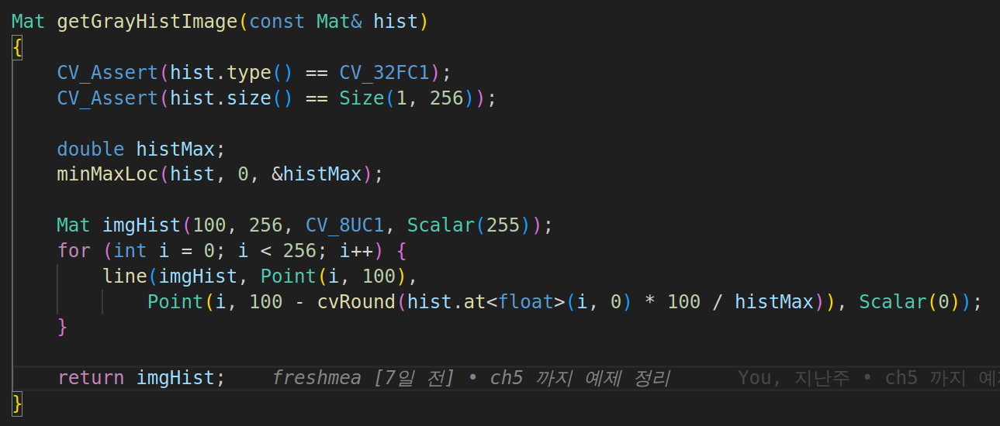 Mat getGrayHistImage(const Mat& hist)
{
    CV_Assert(hist.type() == CV_32FC1);
    CV_Assert(hist.size() == Size(1, 256));

    double histMax;
    minMaxLoc(hist, 0, &histMax);

    Mat imgHist(100, 256, CV_8UC1, Scalar(255));
    for (int i = 0; i < 256; i++) {
        line(imgHist, Point(i, 100),
            Point(i, 100 - cvRound(hist.at<float>(i, 0) * 100 / histMax)), Scalar(0));
    }

    return imgHist;    freshmea [7일 전] • ch5 까지 예제 정리    You, 지난주 • ch5 까지
}